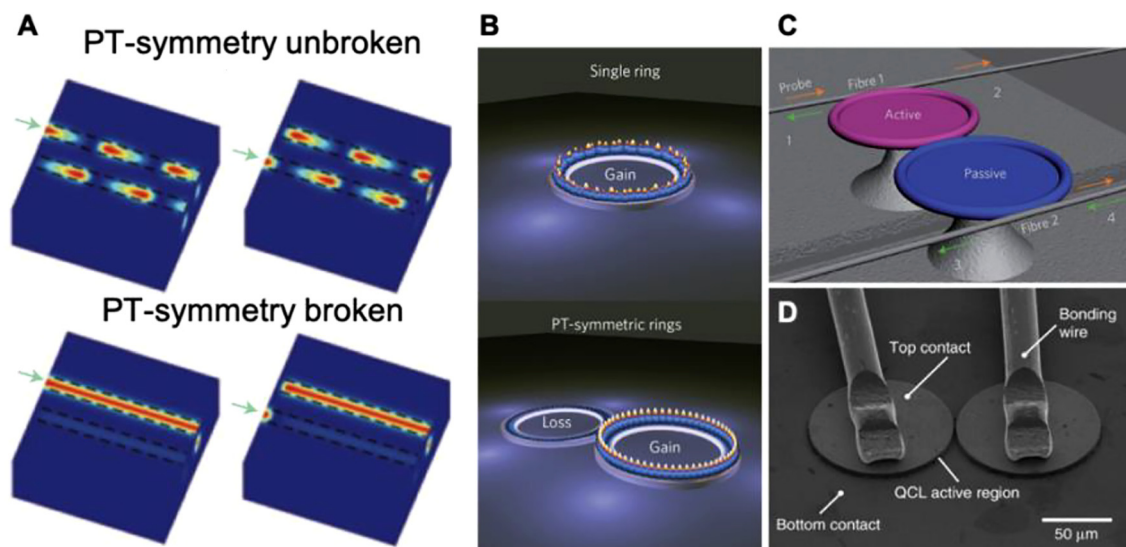 A
PT-symmetry unbroken
PT-symmetry broken
B
Single ring
Gain
PT-symmetric rings
Loss
Gain
C
Probe
Fibre 1
2
1
Active
Passive
Fibre 2
4
3
D
Bonding
wire
Top contact
QCL active region
Bottom contact
50 μm